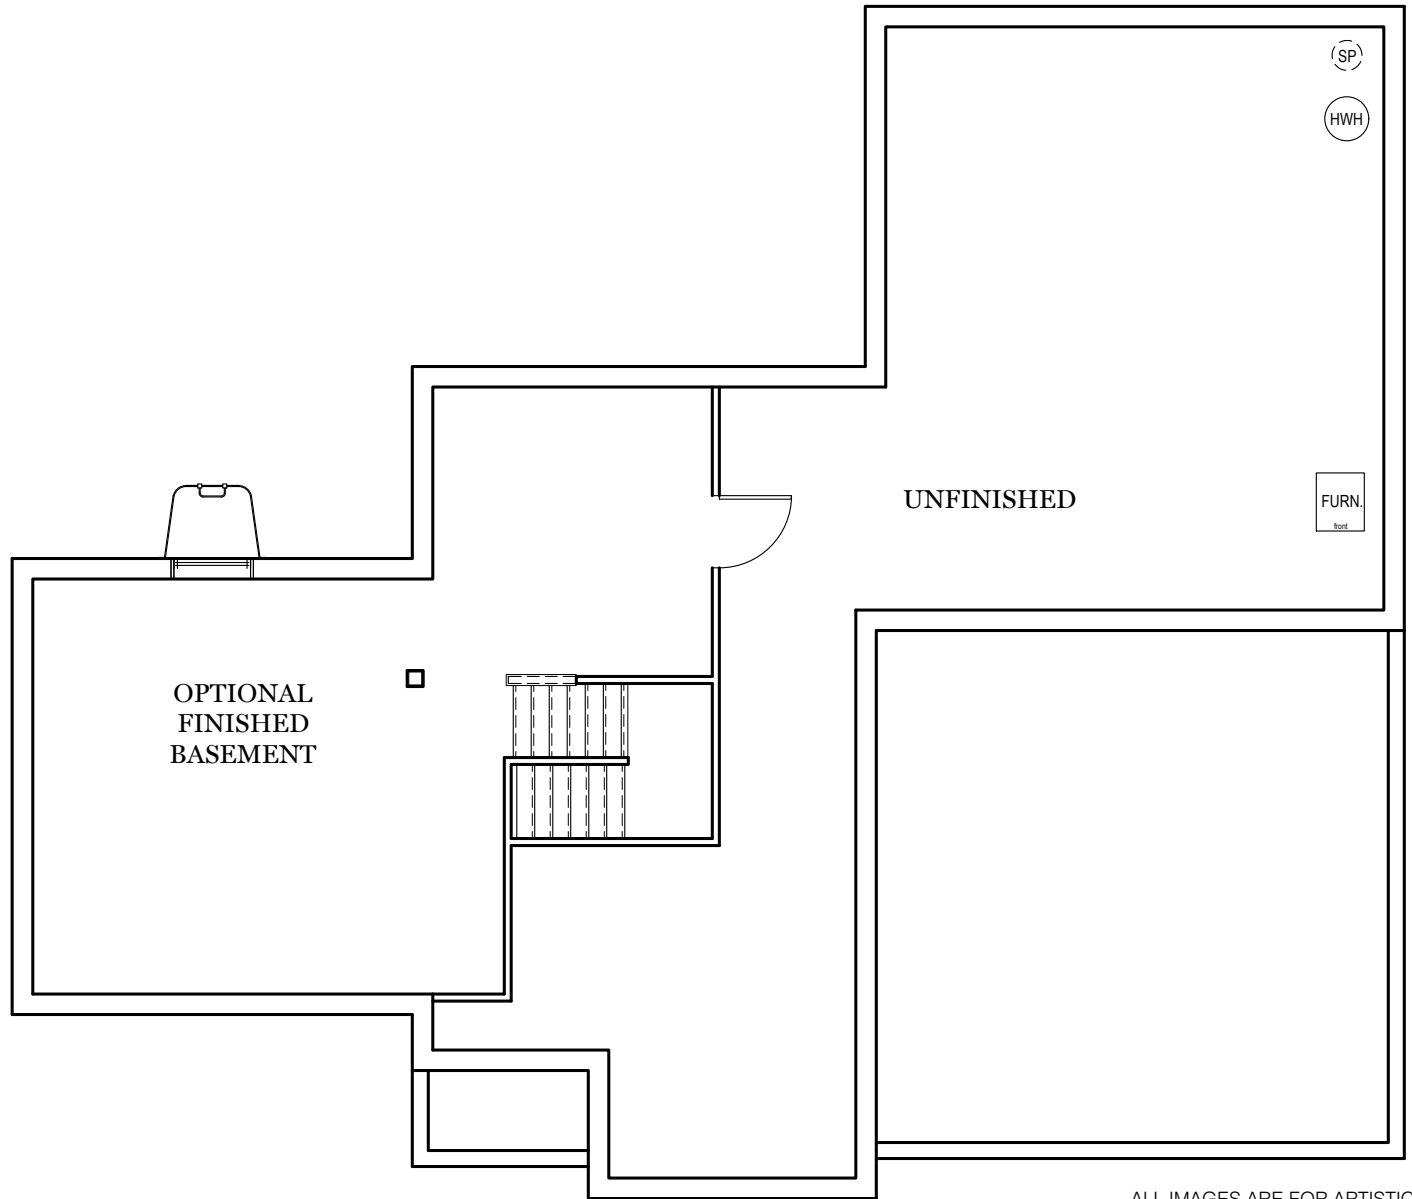 SP
HWH
UNFINISHED
FURN.
front
OPTIONAL
FINISHED
BASEMENT
ALL IMAGES ARE FOR ARTISTIC